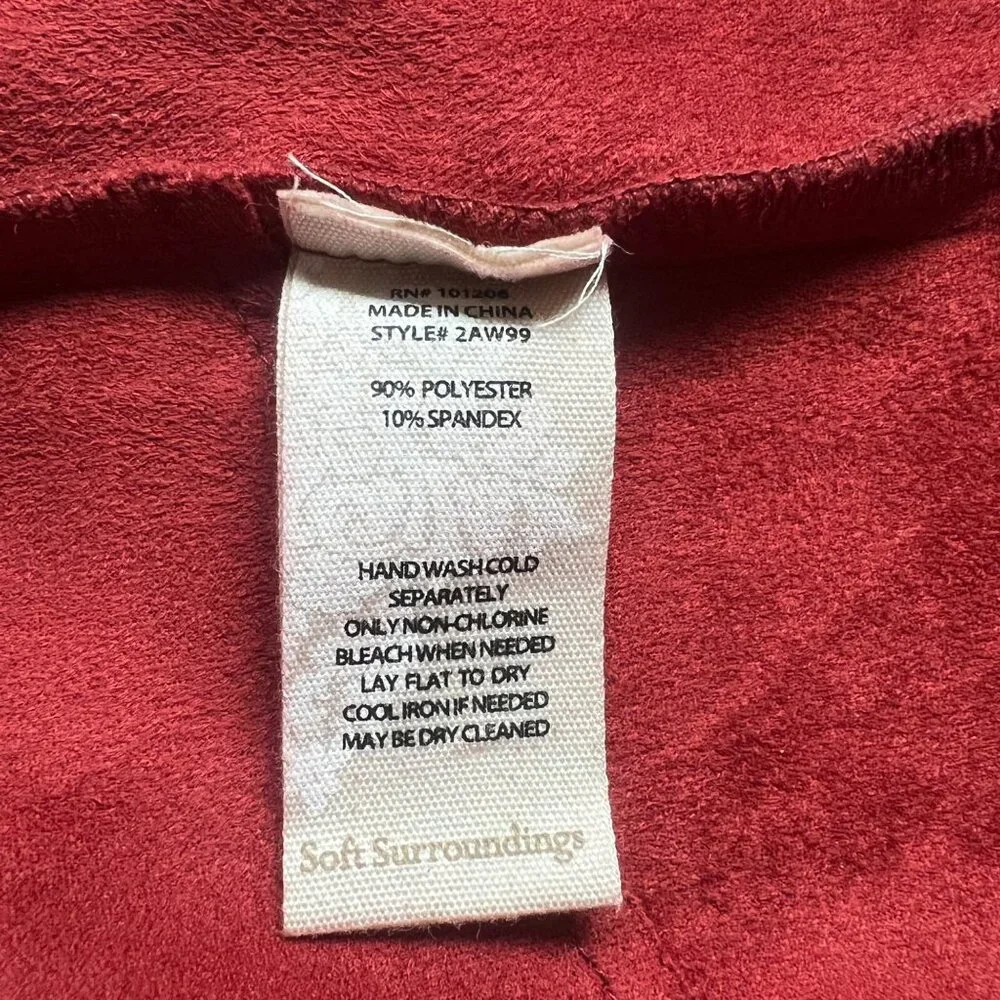 RN# 101206
MADE IN CHINA
STYLE# 2AW99
90% POLYESTER
10% SPANDEX
HAND WASH COLD
SEPARATELY
ONLY NON-CHLORINE
BLEACH WHEN NEEDED
LAY FLAT TO DRY
COOL IRON IF NEEDED
MAY BE DRY CLEANED
Soft Surroundings